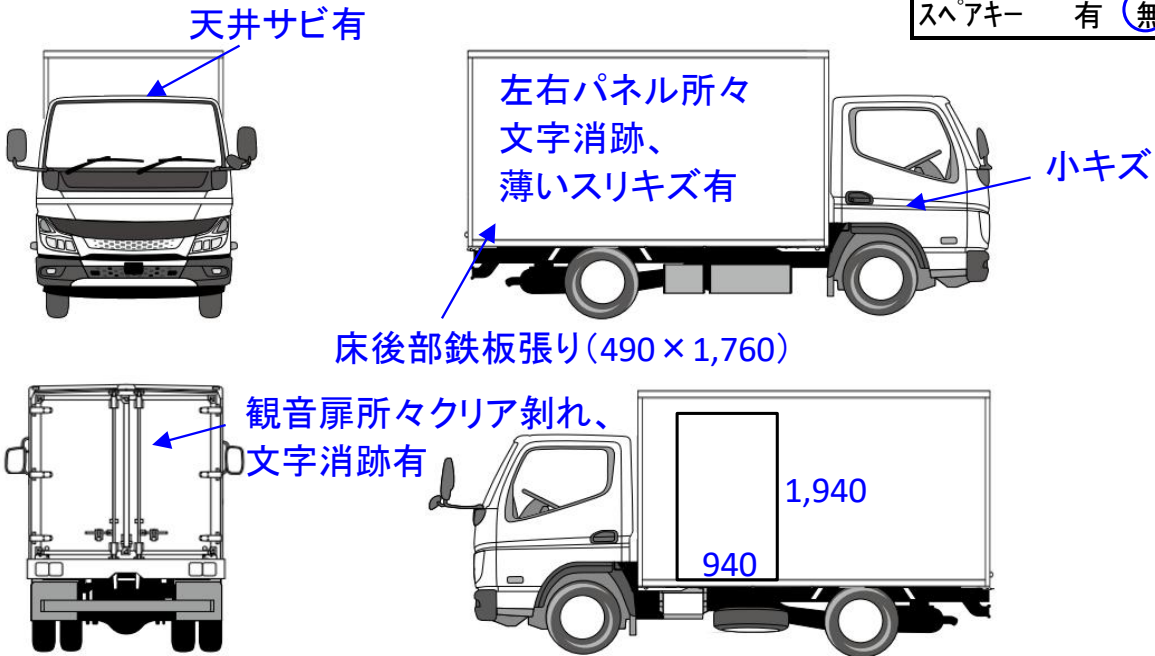 天井サビ有
スペアキー 有 無
左右パネル所々
文字消跡、
薄いスリキズ有
小キズ
床後部鉄板張り(490×1,760)
観音扉所々クリア剝れ、
文字消跡有
1,940
940